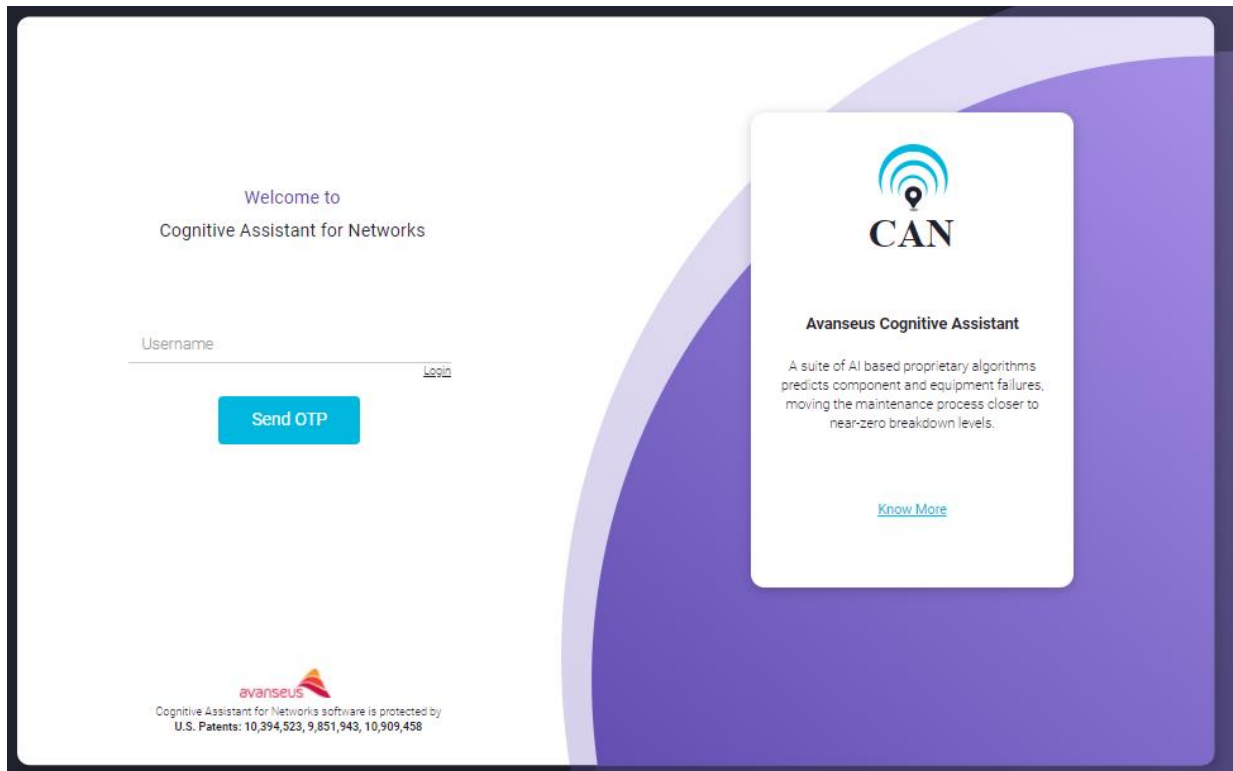 Welcome to
Cognitive Assistant for Networks
Username
Login
Send OTP
avanseus
Cognitive Assistant for Networks software is protected by
U.S. Patents: 10,394,523, 9,851,943, 10,909,458
CAN
Avanseus Cognitive Assistant
A suite of AI based proprietary algorithms
predicts component and equipment failures,
moving the maintenance process closer to
near-zero breakdown levels.
Know More